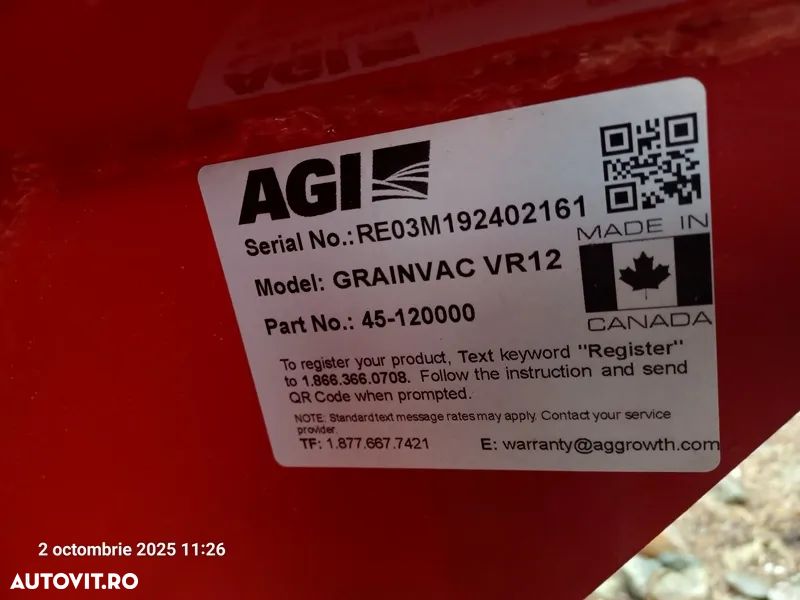 AGI
AGI
Serial No.: RE03M192402161
MADE IN
Model: GRAINVAC VR12
Part No.: 45-120000
CANADA
To register your product, Text keyword "Register"
to 1.866.366.0708. Follow the instruction and send
QR Code when prompted.
NOTE: Standard text message rates may apply. Contact your service
provider.
TF: 1.877.667.7421 E: warranty@aggrowth.com
2 octombrie 2025 11:26
AUTOVIT.RO